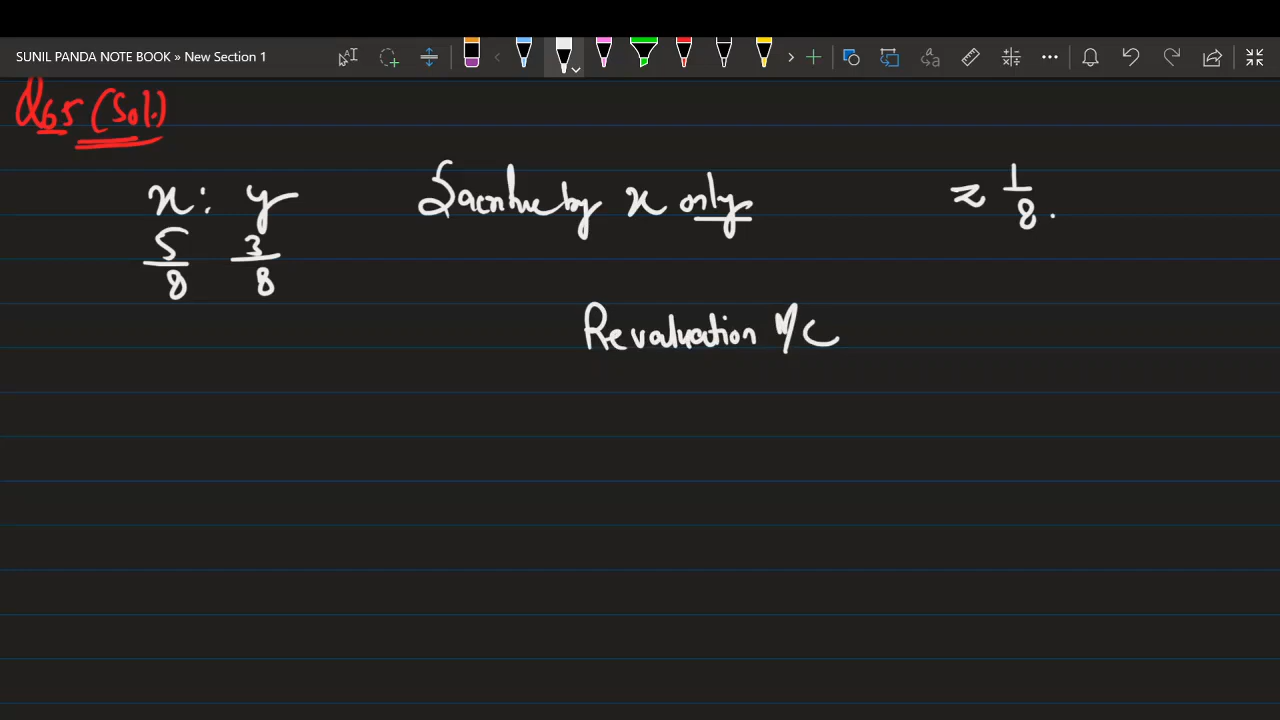 SUNIL PANDA NOTE BOOK » New Section 1
Q65 (Sol.)
x : y Sacrifice by x only z 1/8.
5/8 3/8
Revaluation A/C